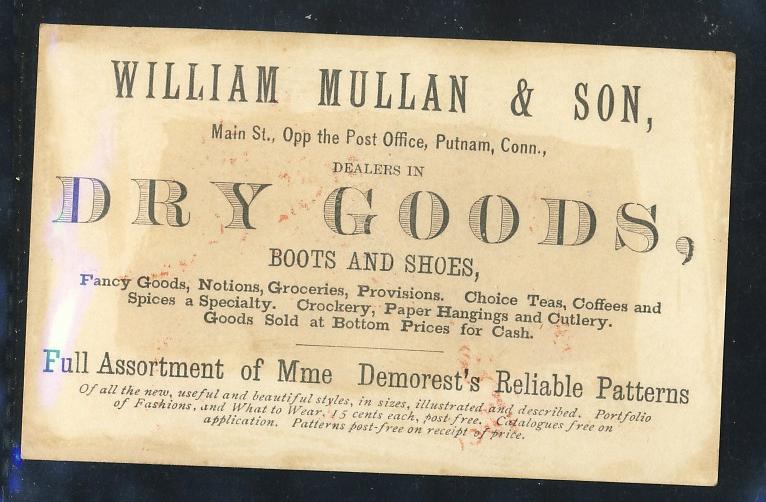 WILLIAM MULLAN & SON,
Main St., Opp the Post Office, Putnam, Conn.,
DEALERS IN
DRY GOODS,
BOOTS AND SHOES,
Fancy Goods, Notions, Groceries, Provisions. Choice Teas, Coffees and
Spices a Specialty. Crockery, Paper Hangings and Cutlery.
Goods Sold at Bottom Prices for Cash.
Full Assortment of Mme Demorest's Reliable Patterns
Of all the new, useful and beautiful styles, in sizes, illustrated and described. Portfolio
of Fashions, and What to Wear, 15 cents each, post free. Catalogues free on
application. Patterns post-free on receipt of price.